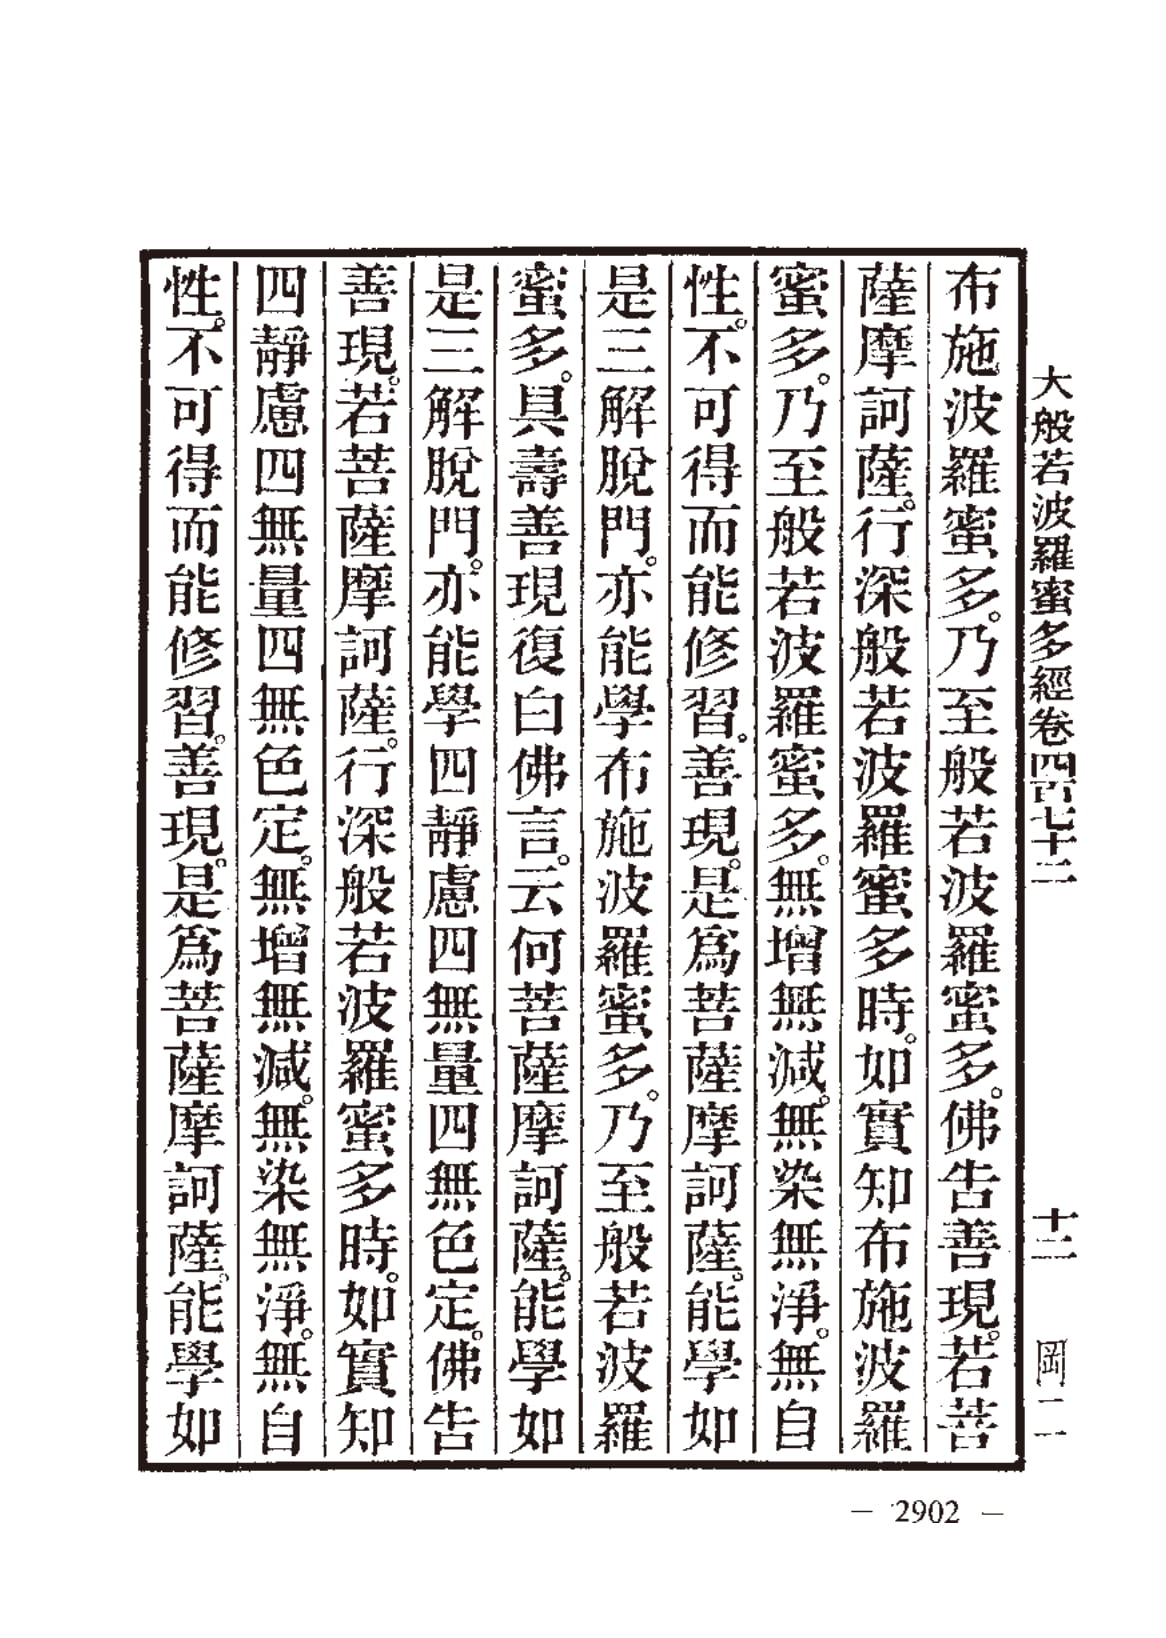 大般若波羅蜜多經卷四百七十二 十二 岡二
布施波羅蜜多。乃至般若波羅蜜多。佛告善現。若菩
薩摩訶薩。行深般若波羅蜜多時。如實知布施波羅
蜜多。乃至般若波羅蜜多。無增無減。無染無淨。無自
性。不可得而能修習。善現。是爲菩薩摩訶薩。能學如
是三解脫門。亦能學布施波羅蜜多。乃至般若波羅
蜜多。具壽善現復白佛言。云何菩薩摩訶薩。能學如
是三解脫門。亦能學四靜慮四無量四無色定。佛告
善現。若菩薩摩訶薩。行深般若波羅蜜多時。如實知
四靜慮四無量四無色定。無增無減。無染無淨。無自
性。不可得而能修習。善現。是爲菩薩摩訶薩。能學如
— 2902 —